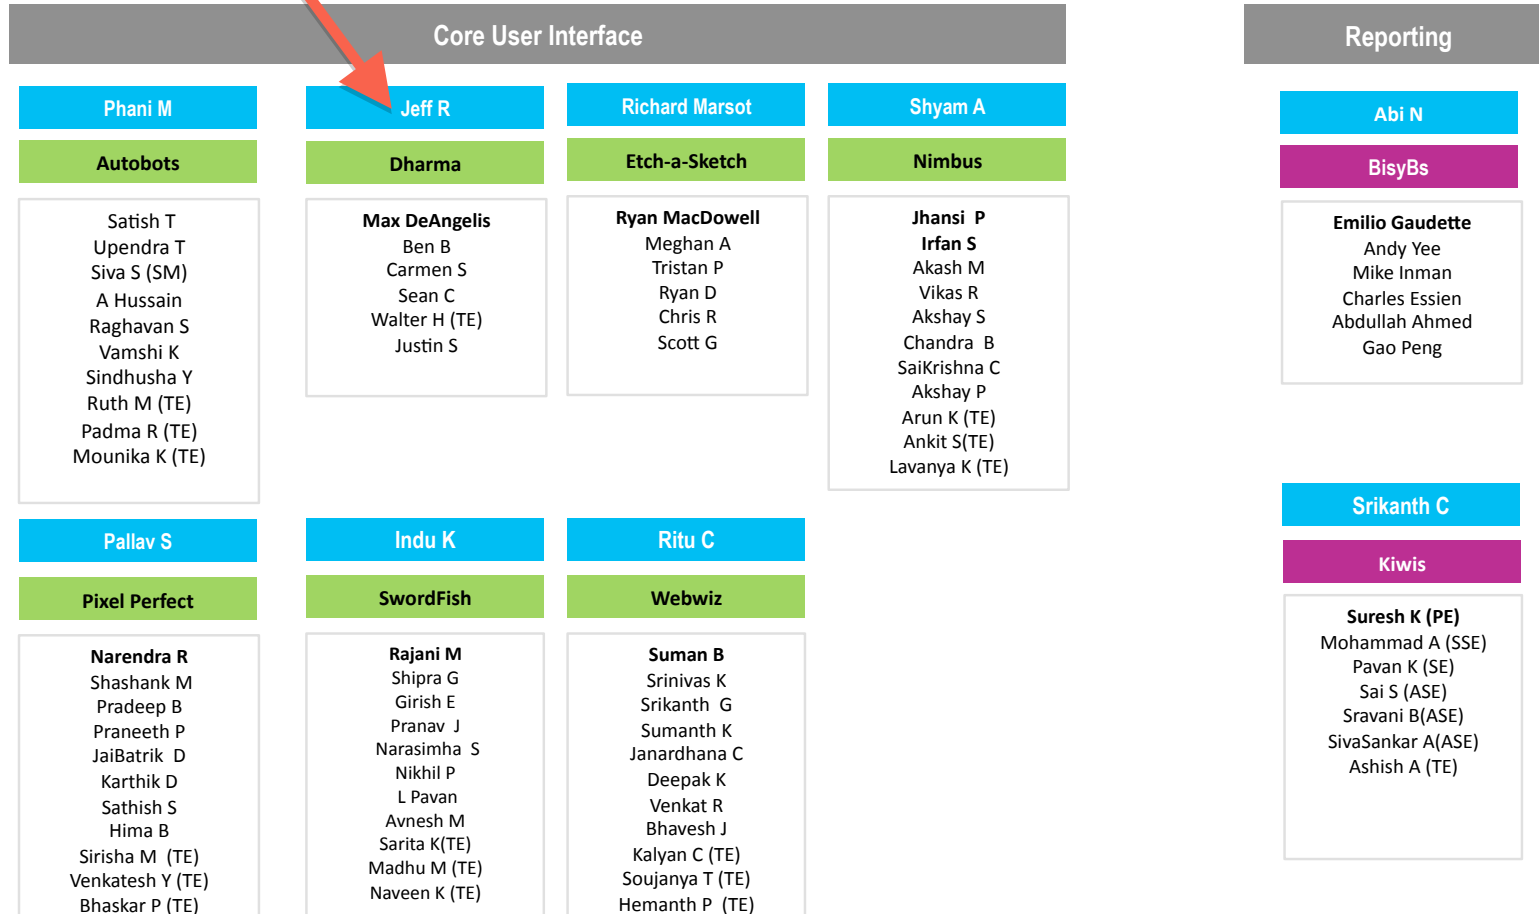 Core User Interface
Phani M
Autobots
Satish T
Upendra T
Siva S (SM)
A Hussain
Raghavan S
Vamshi K
Sindhusha Y
Ruth M (TE)
Padma R (TE)
Mounika K (TE)
Jeff R
Dharma
Max DeAngelis
Ben B
Carmen S
Sean C
Walter H (TE)
Justin S
Richard Marsot
Etch-a-Sketch
Ryan MacDowell
Meghan A
Tristan P
Ryan D
Chris R
Scott G
Shyam A
Nimbus
Jhansi P
Irfan S
Akash M
Vikas R
Akshay S
Chandra B
SaiKrishna C
Akshay P
Arun K (TE)
Ankit S(TE)
Lavanya K (TE)
Pallav S
Pixel Perfect
Narendra R
Shashank M
Pradeep B
Praneeth P
JaiBatrik D
Karthik D
Sathish S
Hima B
Sirisha M (TE)
Venkatesh Y (TE)
Bhaskar P (TE)
Indu K
SwordFish
Rajani M
Shipra G
Girish E
Pranav J
Narasimha S
Nikhil P
L Pavan
Avnesh M
Sarita K(TE)
Madhu M (TE)
Naveen K (TE)
Ritu C
Webwiz
Suman B
Srinivas K
Srikanth G
Sumanth K
Janardhana C
Deepak K
Venkat R
Bhavesh J
Kalyan C (TE)
Soujanya T (TE)
Hemanth P (TE)
Reporting
Abi N
BisyBs
Emilio Gaudette
Andy Yee
Mike Inman
Charles Essien
Abdullah Ahmed
Gao Peng
Srikanth C
Kiwis
Suresh K (PE)
Mohammad A (SSE)
Pavan K (SE)
Sai S (ASE)
Sravani B(ASE)
SivaSankar A(ASE)
Ashish A (TE)